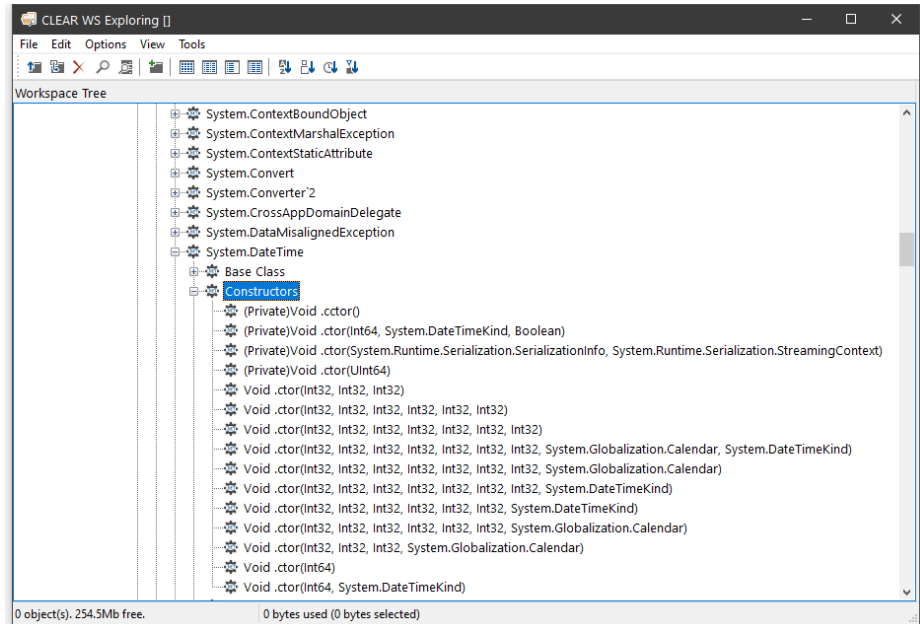 CLEAR WS Exploring []
File Edit Options View Tools
Workspace Tree
System.ContextBoundObject
System.ContextMarshalException
System.ContextStaticAttribute
System.Convert
System.Converter`2
System.CrossAppDomainDelegate
System.DataMisalignedException
System.DateTime
Base Class
Constructors
(Private)Void .cctor()
(Private)Void .ctor(Int64, System.DateTimeKind, Boolean)
(Private)Void .ctor(System.Runtime.Serialization.SerializationInfo, System.Runtime.Serialization.StreamingContext)
(Private)Void .ctor(UInt64)
Void .ctor(Int32, Int32, Int32)
Void .ctor(Int32, Int32, Int32, Int32, Int32, Int32)
Void .ctor(Int32, Int32, Int32, Int32, Int32, Int32, Int32)
Void .ctor(Int32, Int32, Int32, Int32, Int32, Int32, Int32, System.Globalization.Calendar, System.DateTimeKind)
Void .ctor(Int32, Int32, Int32, Int32, Int32, Int32, Int32, System.Globalization.Calendar)
Void .ctor(Int32, Int32, Int32, Int32, Int32, Int32, Int32, System.DateTimeKind)
Void .ctor(Int32, Int32, Int32, Int32, Int32, Int32, System.DateTimeKind)
Void .ctor(Int32, Int32, Int32, Int32, Int32, Int32, System.Globalization.Calendar)
Void .ctor(Int32, Int32, Int32, System.Globalization.Calendar)
Void .ctor(Int64)
Void .ctor(Int64, System.DateTimeKind)
0 object(s). 254.5Mb free. 0 bytes used (0 bytes selected)